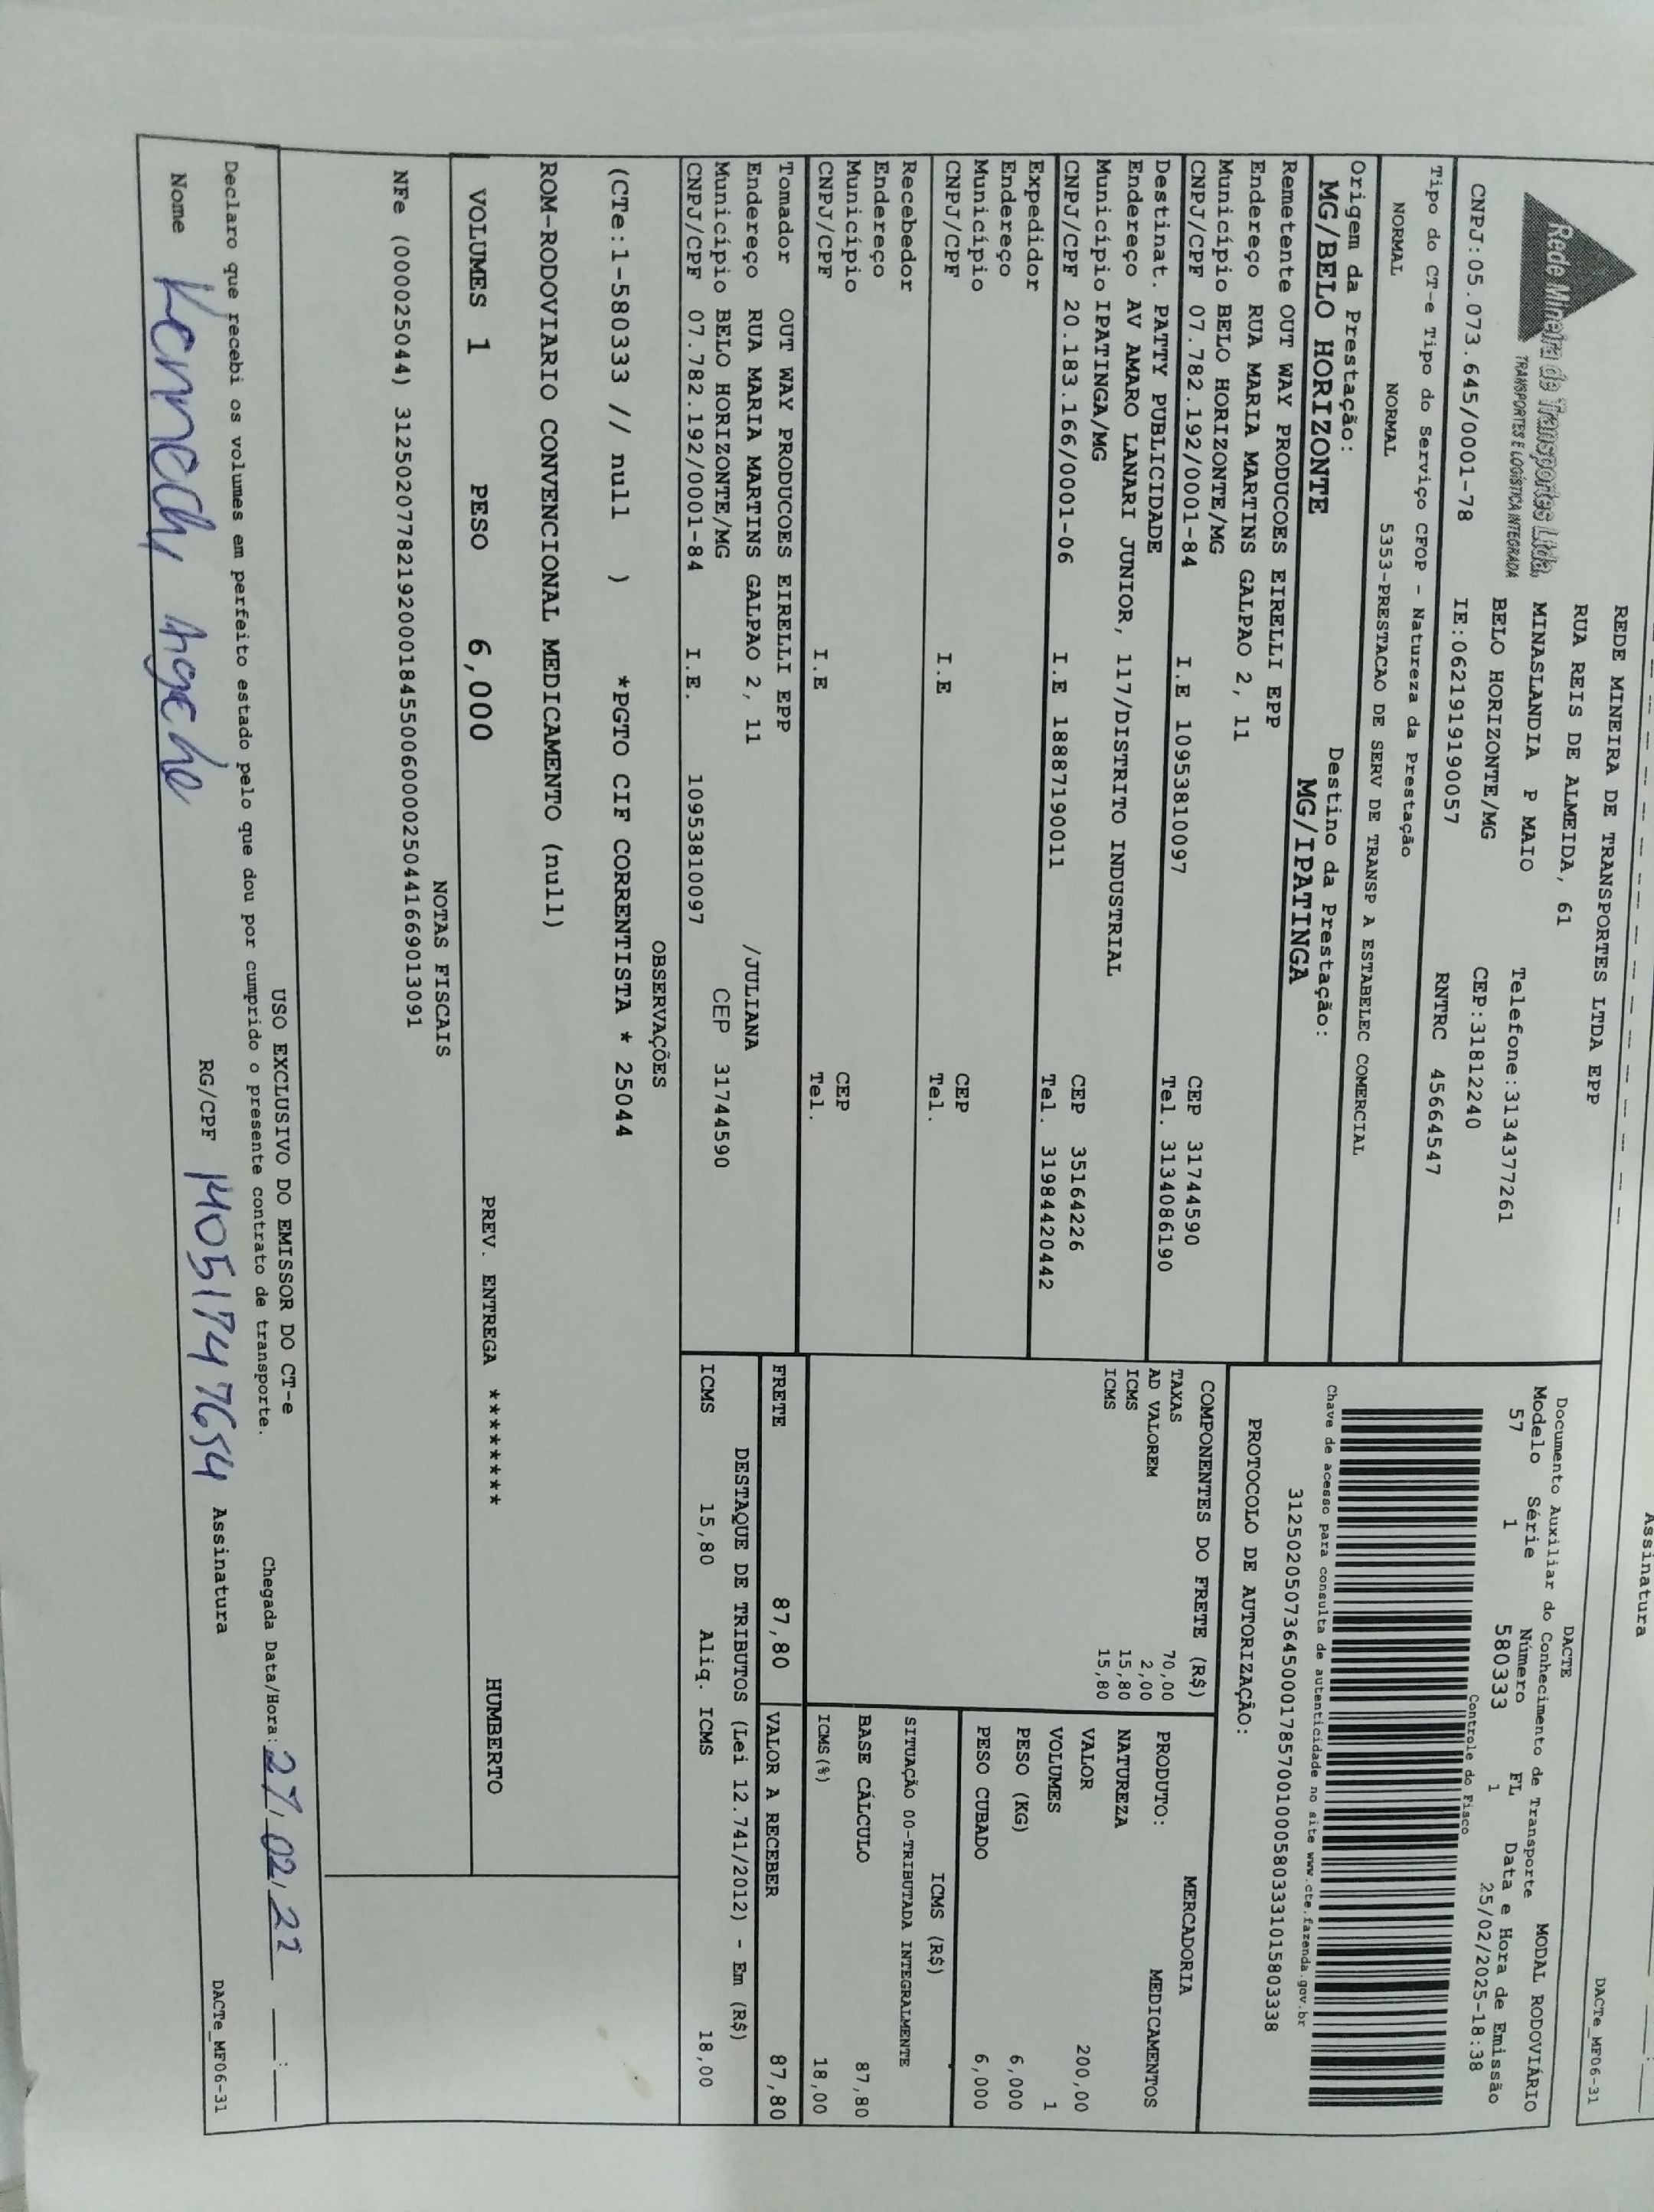 Assinatura
DACTe_MF06-31
Rede Mineira de Transportes Ltda.
TRANSPORTES E LOGÍSTICA INTEGRADA
REDE MINEIRA DE TRANSPORTES LTDA EPP
RUA REIS DE ALMEIDA, 61
MINASLANDIA P MAIO Telefone:3134377261
BELO HORIZONTE/MG CEP:31812240
CNPJ:05.073.645/0001-78 IE:0621919190057 RNTRC 45664547
DACTE
Documento Auxiliar do Conhecimento de Transporte MODAL RODOVIÁRIO
Modelo Série Número FL Data e Hora de Emissão
57 1 580333 1 25/02/2025-18:38
Controle do Fisco
Chave de acesso para consulta de autenticidade no site www.cte.fazenda.gov.br
31250205073645000178570010005803331015803338
PROTOCOLO DE AUTORIZAÇÃO:
Tipo do CT-e Tipo do Serviço CFOP - Natureza da Prestação
NORMAL NORMAL 5353-PRESTACAO DE SERV DE TRANSP A ESTABELEC COMERCIAL
Origem da Prestação: Destino da Prestação:
MG/BELO HORIZONTE MG/IPATINGA
Remetente OUT WAY PRODUCOES EIRELLI EPP
Endereço RUA MARIA MARTINS GALPAO 2, 11
Município BELO HORIZONTE/MG CEP 31744590
CNPJ/CPF 07.782.192/0001-84 I.E 10953810097 Tel. 3134086190
Destinat. PATTY PUBLICIDADE
Endereço AV AMARO LANARI JUNIOR, 117/DISTRITO INDUSTRIAL
Município IPATINGA/MG CEP 35164226
CNPJ/CPF 20.183.166/0001-06 I.E 1888719​0011 Tel. 31984420442
Expedidor
Endereço
Município CEP
CNPJ/CPF I.E Tel.
Recebedor
Endereço
Município CEP
CNPJ/CPF I.E Tel.
Tomador OUT WAY PRODUCOES EIRELLI EPP
Endereço RUA MARIA MARTINS GALPAO 2, 11 /JULIANA
Município BELO HORIZONTE/MG CEP 31744590
CNPJ/CPF 07.782.192/0001-84 I.E. 10953810097
COMPONENTES DO FRETE (R$)
TAXAS 70,00
AD VALOREM 2,00
ICMS 15,80
ICMS 15,80
MERCADORIA
PRODUTO: MEDICAMENTOS
NATUREZA
VALOR 200,00
VOLUMES 1
PESO (KG) 6,000
PESO CUBADO 6,000
ICMS (R$)
SITUAÇÃO 00-TRIBUTADA INTEGRALMENTE
BASE CÁLCULO 87,80
ICMS(%) 18,00
FRETE 87,80 VALOR A RECEBER 87,80
DESTAQUE DE TRIBUTOS (Lei 12.741/2012) - Em (R$)
ICMS 15,80 Aliq. ICMS 18,00
OBSERVAÇÕES
(CTe:1-580333 // null ) *PGTO CIF CORRENTISTA * 25044
ROM-RODOVIARIO CONVENCIONAL MEDICAMENTO (null)
VOLUMES 1 PESO 6,000 PREV. ENTREGA ******** HUMBERTO
NOTAS FISCAIS
NFe (000025044) 31250207782192000184550060000250441669013091
USO EXCLUSIVO DO EMISSOR DO CT-e
Declaro que recebi os volumes em perfeito estado pelo que dou por cumprido o presente contrato de transporte. Chegada Data/Hora: 27/02/22 __:__
Nome RG/CPF 14051747654 Assinatura
DACTe_MF06-31